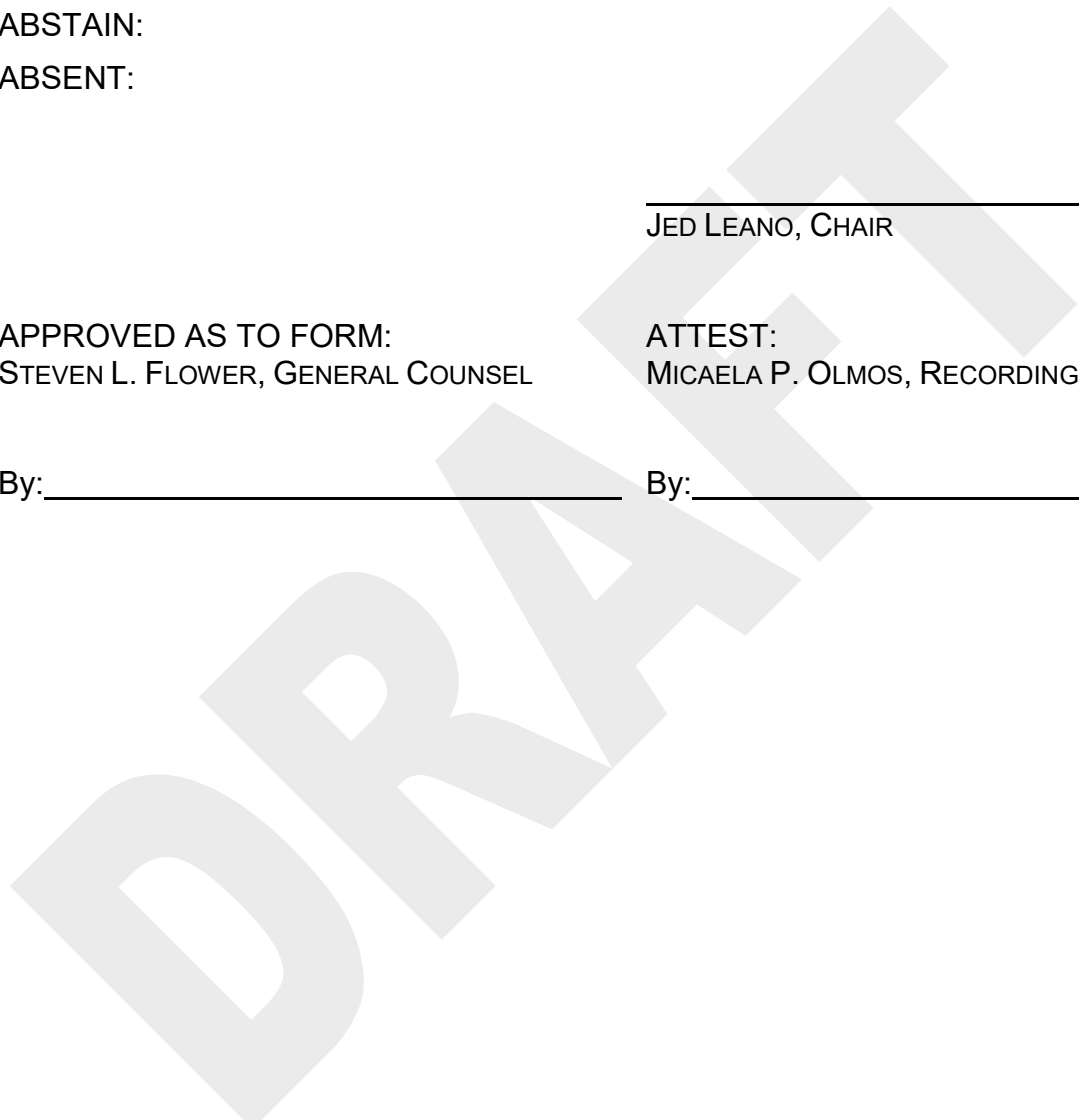 ABSTAIN:
ABSENT:
JED LEANO, CHAIR
APPROVED AS TO FORM:
STEVEN L. FLOWER, GENERAL COUNSEL
ATTEST:
MICAELA P. OLMOS, RECORDING
By:
By:
DRAFT